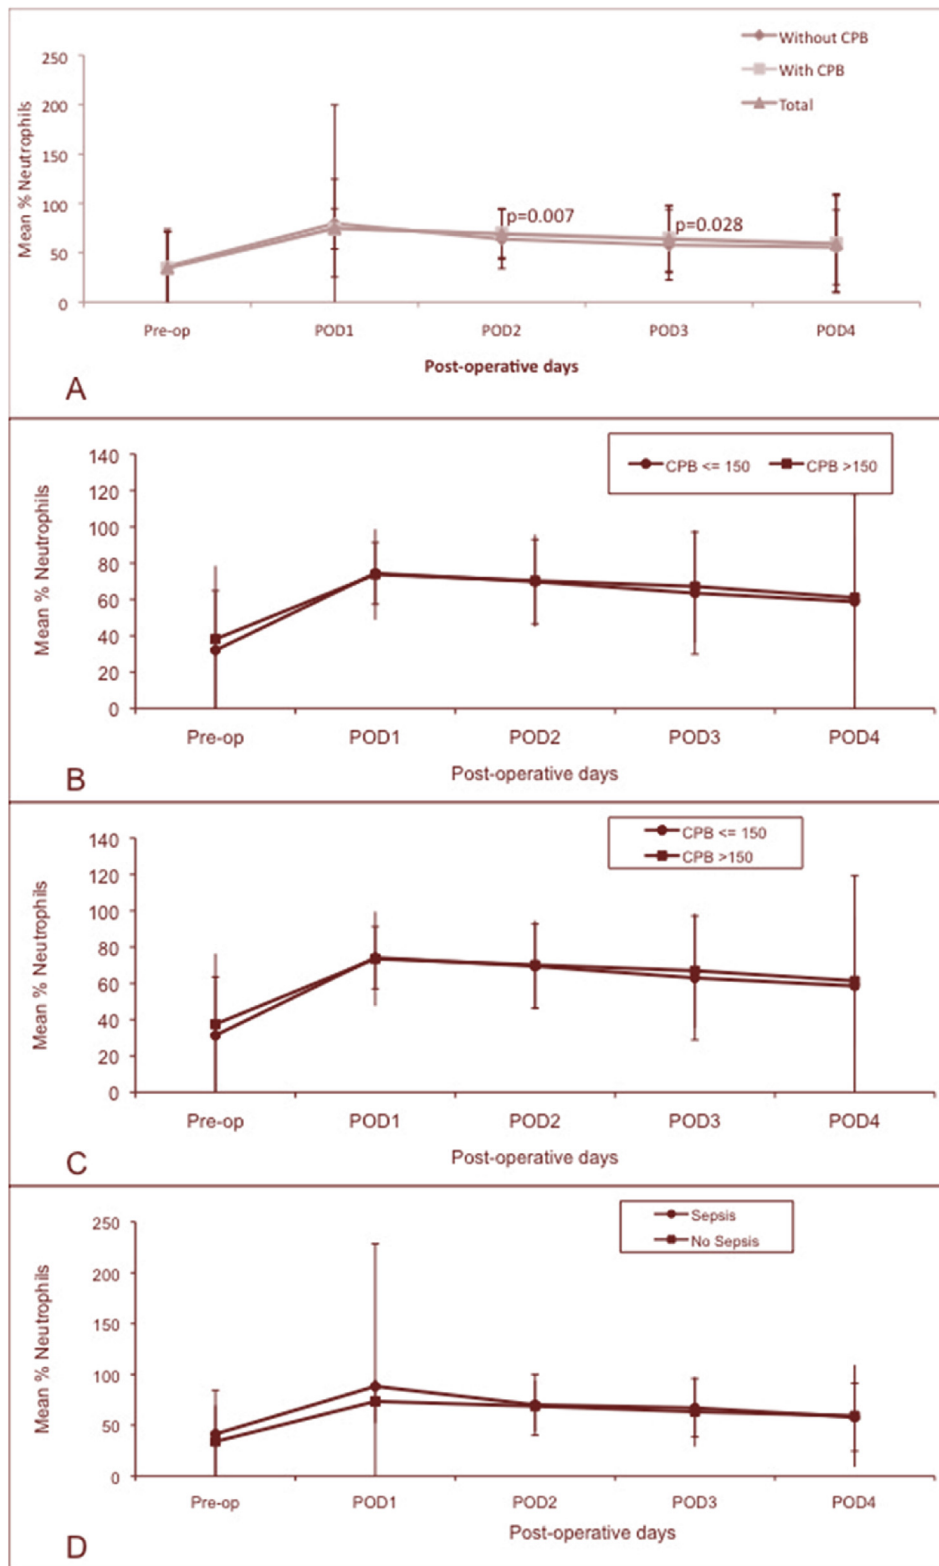 Without CPB
With CPB
Total
Mean % Neutrophils
250
200
150
100
50
0
p=0.007
p=0.028
Pre-op POD1 POD2 POD3 POD4
Post-operative days
A
CPB <= 150 CPB >150
Mean % Neutrophils
140
120
100
80
60
40
20
0
Pre-op POD1 POD2 POD3 POD4
Post-operative days
B
CPB <= 150
CPB >150
Mean % Neutrophils
140
120
100
80
60
40
20
0
Pre-op POD1 POD2 POD3 POD4
Post-operative days
C
Sepsis
No Sepsis
Mean % Neutrophils
250
200
150
100
50
0
Pre-op POD1 POD2 POD3 POD4
Post-operative days
D